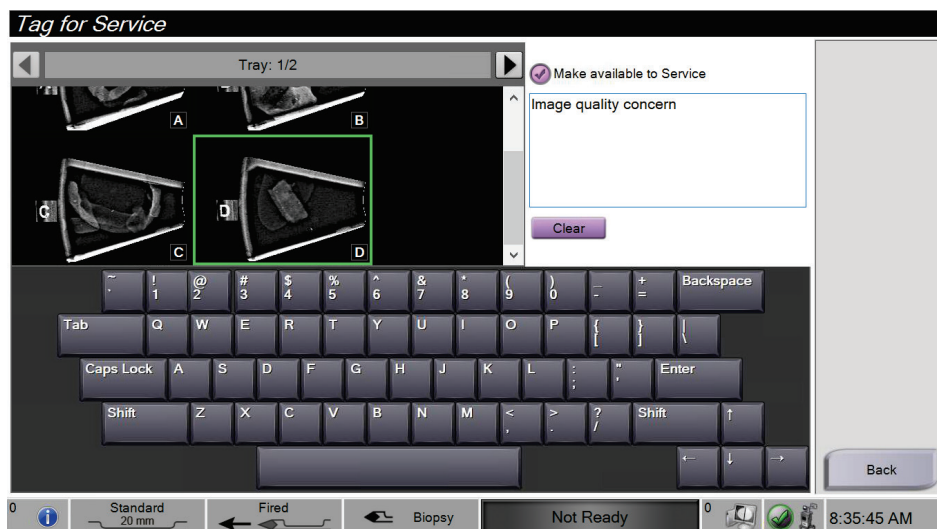 Tag for Service
Tray: 1/2
Make available to Service
Image quality concern
A
B
C
C
D
D
Clear
~ ! @ # $ % ^ & * ( ) _ + Backspace
` 1 2 3 4 5 6 7 8 9 0 - =
Tab Q W E R T Y U I O P { } |
[ ] \
Caps Lock A S D F G H J K L : " Enter
; '
Shift Z X C V B N M < > ? Shift ↑
, . /
← ↓ →
Back
0
Standard
20 mm
Fired
Biopsy
Not Ready
0
8:35:45 AM